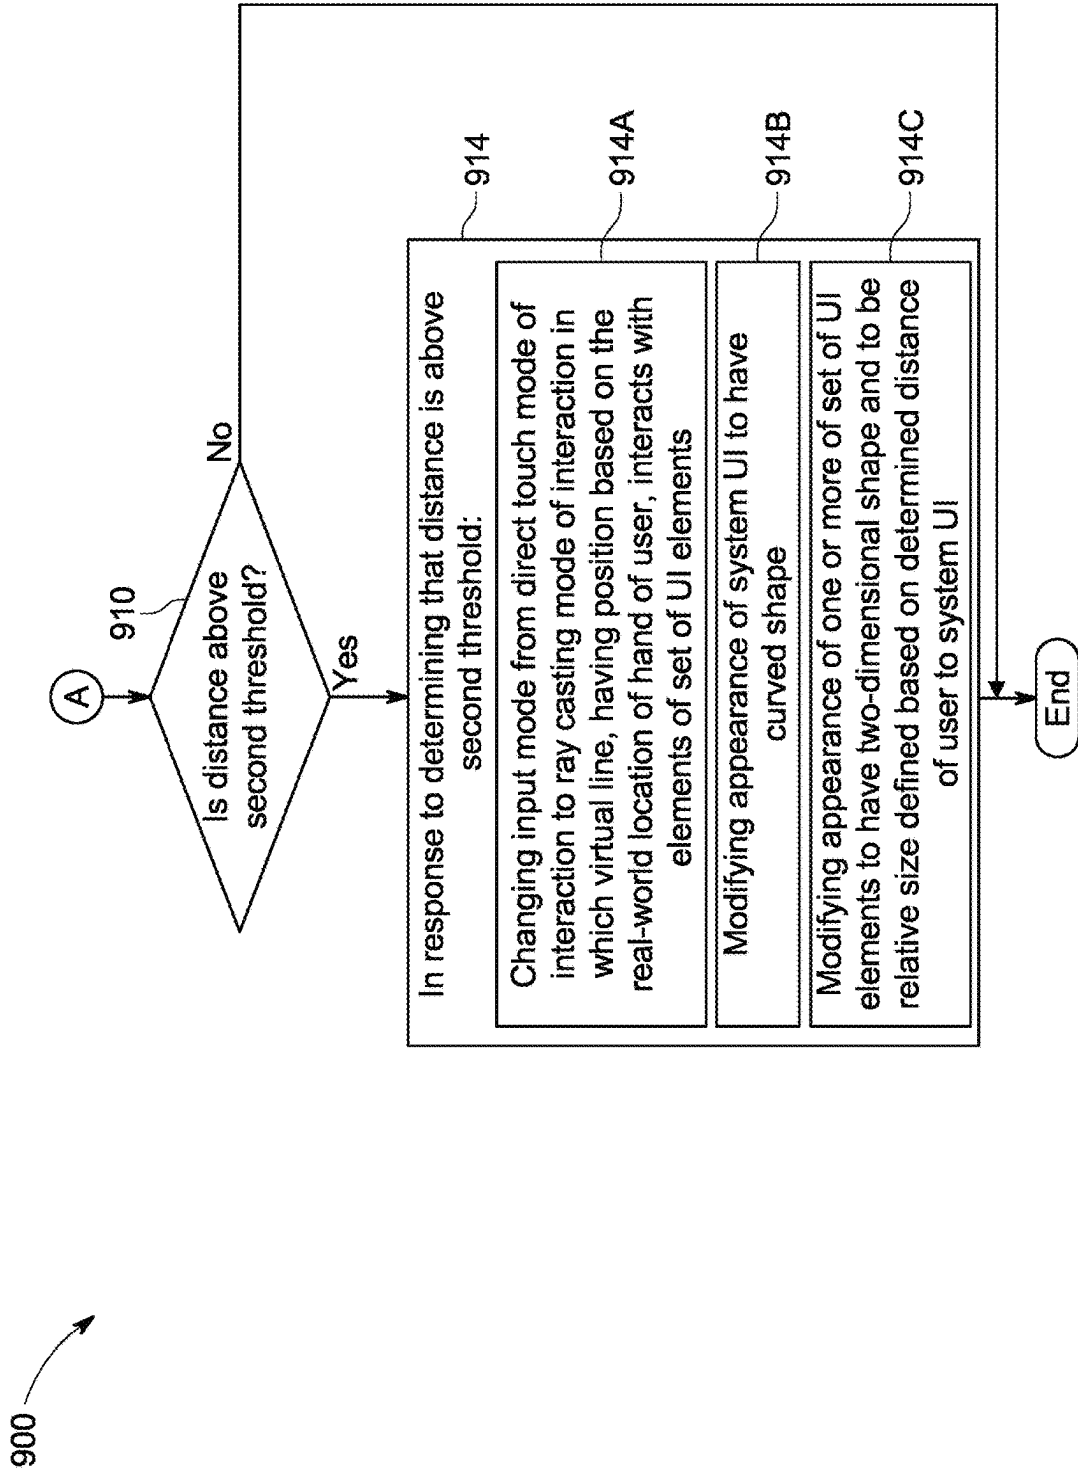 900
A
910
Is distance above
second threshold?
No
Yes
914
In response to determining that distance is above
second threshold:
914A
Changing input mode from direct touch mode of
interaction to ray casting mode of interaction in
which virtual line, having position based on the
real-world location of hand of user, interacts with
elements of set of UI elements
914B
Modifying appearance of system UI to have
curved shape
914C
Modifying appearance of one or more of set of UI
elements to have two-dimensional shape and to be
relative size defined based on determined distance
of user to system UI
End